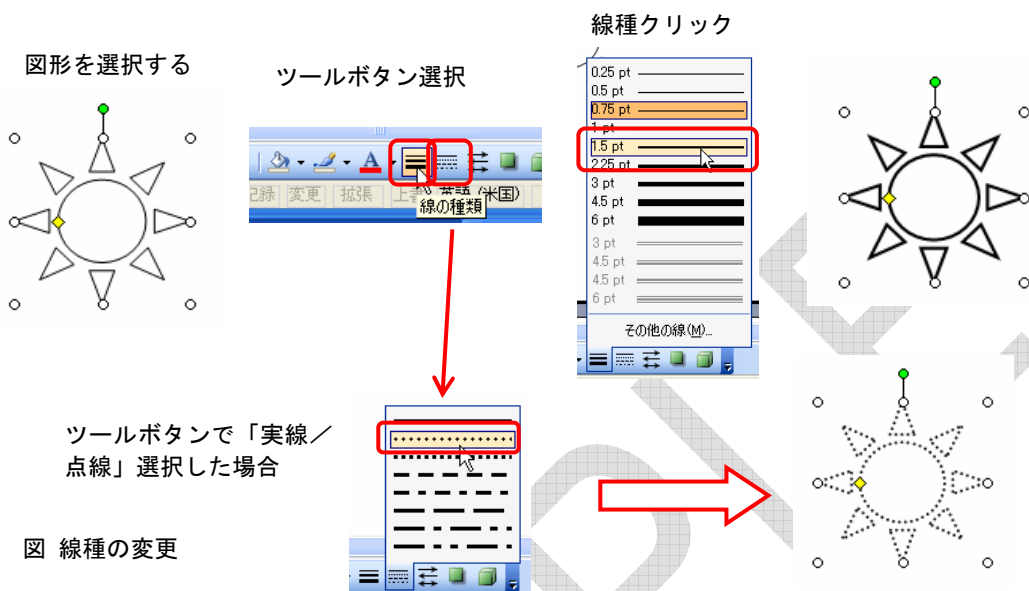 線種クリック
図形を選択する
ツールボタン選択
0.25 pt
0.5 pt
0.75 pt
1 pt
1.5 pt
2.25 pt
3 pt
4.5 pt
6 pt
3 pt
4.5 pt
4.5 pt
6 pt
その他の線(M)...
A
記録 変更 拡張 上書 英語 (米国)
線の種類
ツールボタンで「実線／
点線」選択した場合
図 線種の変更